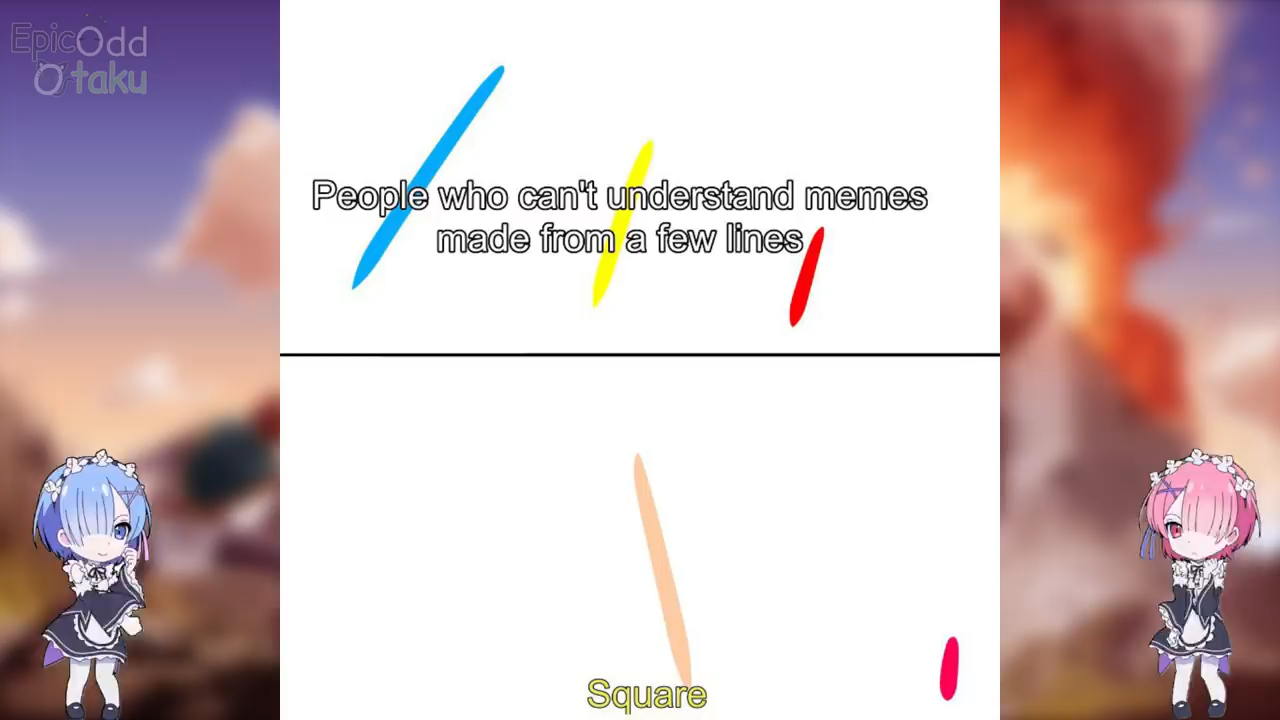 EpicOdd
Otaku
People who can't understand memes
made from a few lines
Square